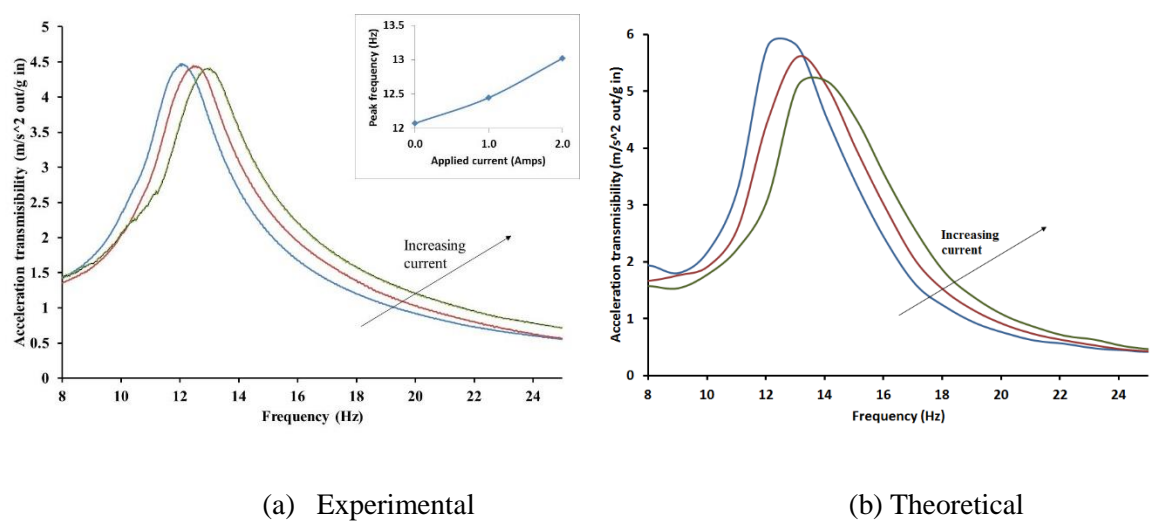 Acceleration transmisibility (m/s^2 out/g in)
5
4.5
4
3.5
3
2.5
2
1.5
1
0.5
0
8 10 12 14 16 18 20 22 24
Frequency (Hz)
Increasing
current
Peak frequency (Hz)
13.5
13
12.5
12
0.0 1.0 2.0
Applied current (Amps)
Acceleration transmisibility (m/s^2 out/g in)
6
5
4
3
2
1
0
8 10 12 14 16 18 20 22 24
Frequency (Hz)
Increasing
current
(a) Experimental
(b) Theoretical